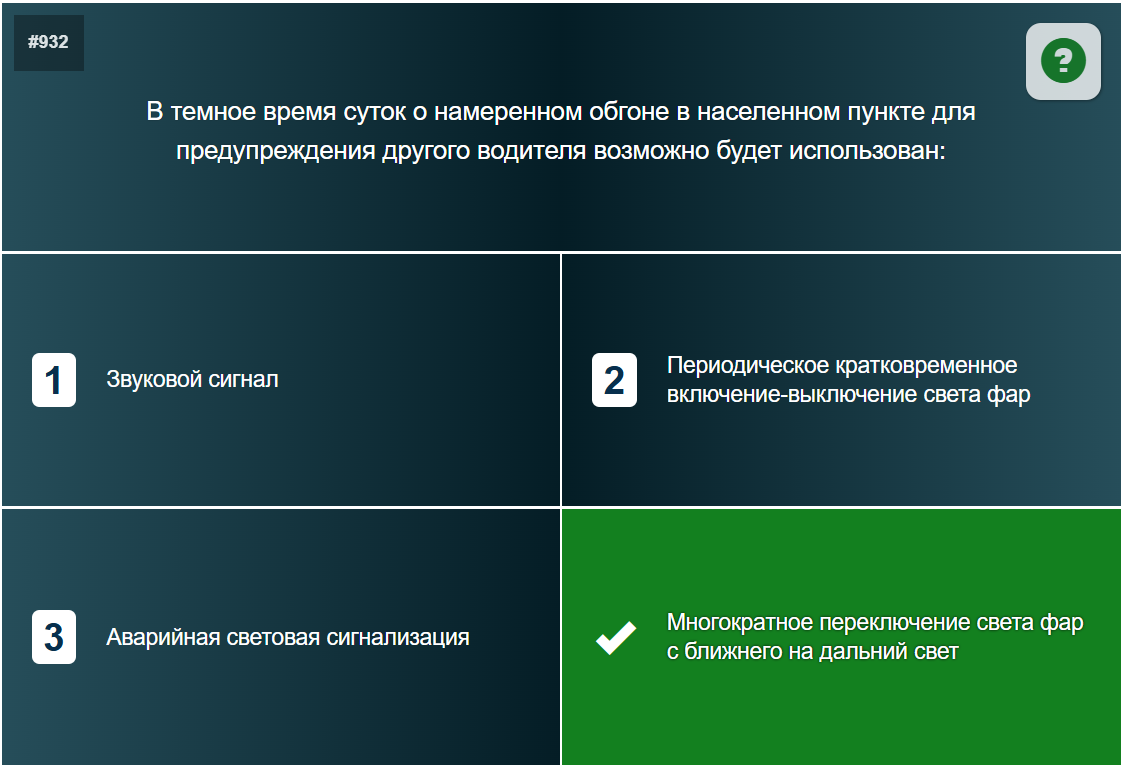 #932
?
В темное время суток о намеренном обгоне в населенном пункте для
предупреждения другого водителя возможно будет использован:
1
Звуковой сигнал
2
Периодическое кратковременное
включение-выключение света фар
3
Аварийная световая сигнализация
Многократное переключение света фар
с ближнего на дальний свет